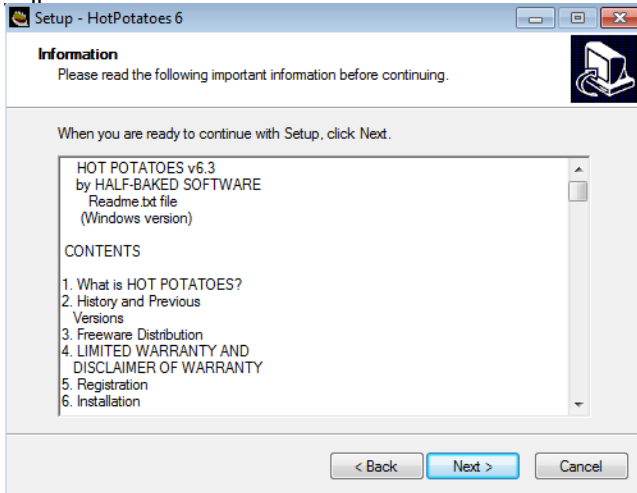 Setup - HotPotatoes 6
Information
Please read the following important information before continuing.
When you are ready to continue with Setup, click Next.
HOT POTATOES v6.3
by HALF-BAKED SOFTWARE
Readme.txt file
(Windows version)
CONTENTS
1. What is HOT POTATOES?
2. History and Previous
Versions
3. Freeware Distribution
4. LIMITED WARRANTY AND
DISCLAIMER OF WARRANTY
5. Registration
6. Installation
< Back
Next >
Cancel